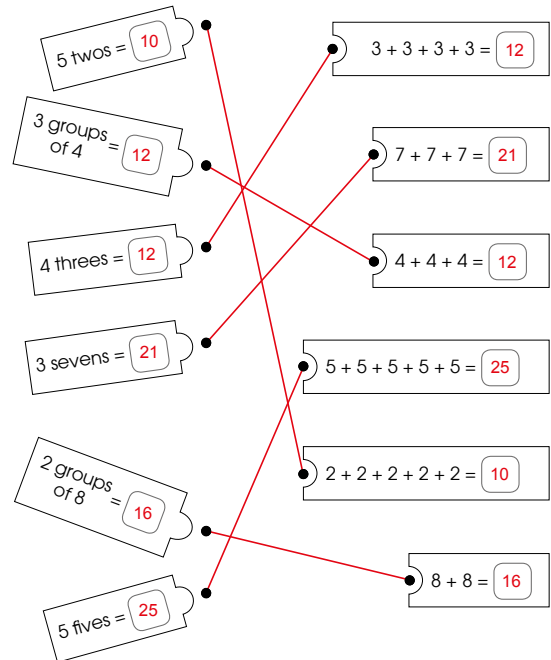 5 twos = 10
3 groups
of 4 = 12
4 threes = 12
3 sevens = 21
2 groups
of 8 = 16
5 fives = 25
3 + 3 + 3 + 3 = 12
7 + 7 + 7 = 21
4 + 4 + 4 = 12
5 + 5 + 5 + 5 + 5 = 25
2 + 2 + 2 + 2 + 2 = 10
8 + 8 = 16